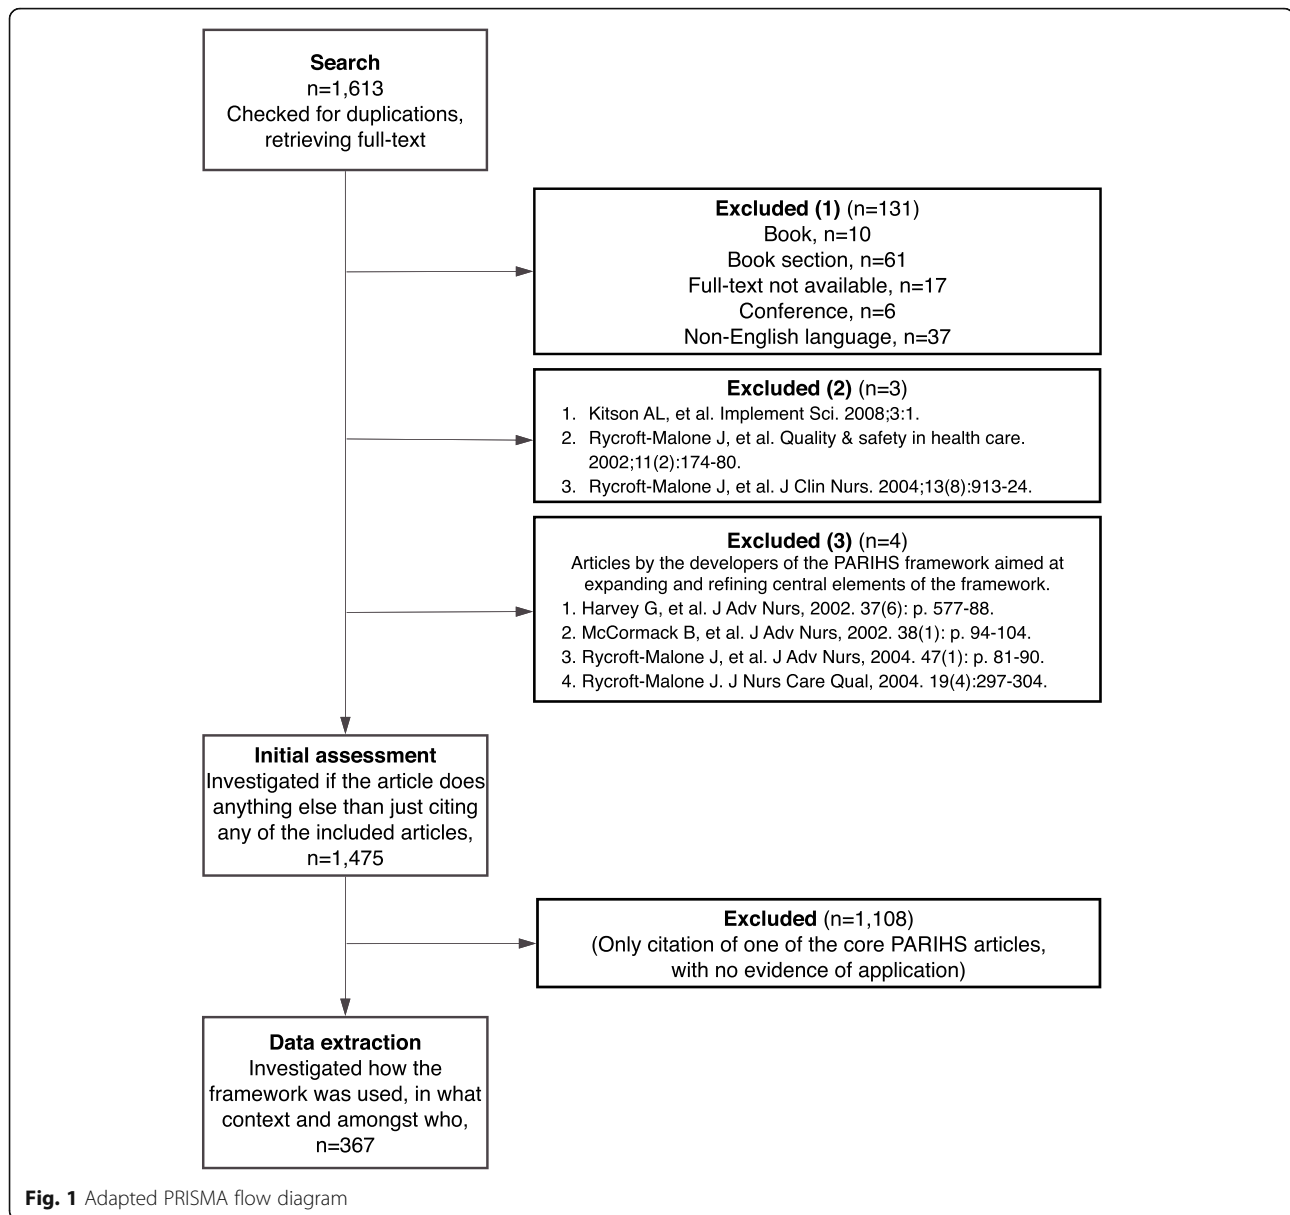 Search
n=1,613
Checked for duplications,
retrieving full-text
Excluded (1) (n=131)
Book, n=10
Book section, n=61
Full-text not available, n=17
Conference, n=6
Non-English language, n=37
Excluded (2) (n=3)
1. Kitson AL, et al. Implement Sci. 2008;3:1.
2. Rycroft-Malone J, et al. Quality & safety in health care.
2002;11(2):174-80.
3. Rycroft-Malone J, et al. J Clin Nurs. 2004;13(8):913-24.
Excluded (3) (n=4)
Articles by the developers of the PARIHS framework aimed at
expanding and refining central elements of the framework.
1. Harvey G, et al. J Adv Nurs, 2002. 37(6): p. 577-88.
2. McCormack B, et al. J Adv Nurs, 2002. 38(1): p. 94-104.
3. Rycroft-Malone J, et al. J Adv Nurs, 2004. 47(1): p. 81-90.
4. Rycroft-Malone J. J Nurs Care Qual, 2004. 19(4):297-304.
Initial assessment
Investigated if the article does
anything else than just citing
any of the included articles,
n=1,475
Excluded (n=1,108)
(Only citation of one of the core PARIHS articles,
with no evidence of application)
Data extraction
Investigated how the
framework was used, in what
context and amongst who,
n=367
Fig. 1 Adapted PRISMA flow diagram